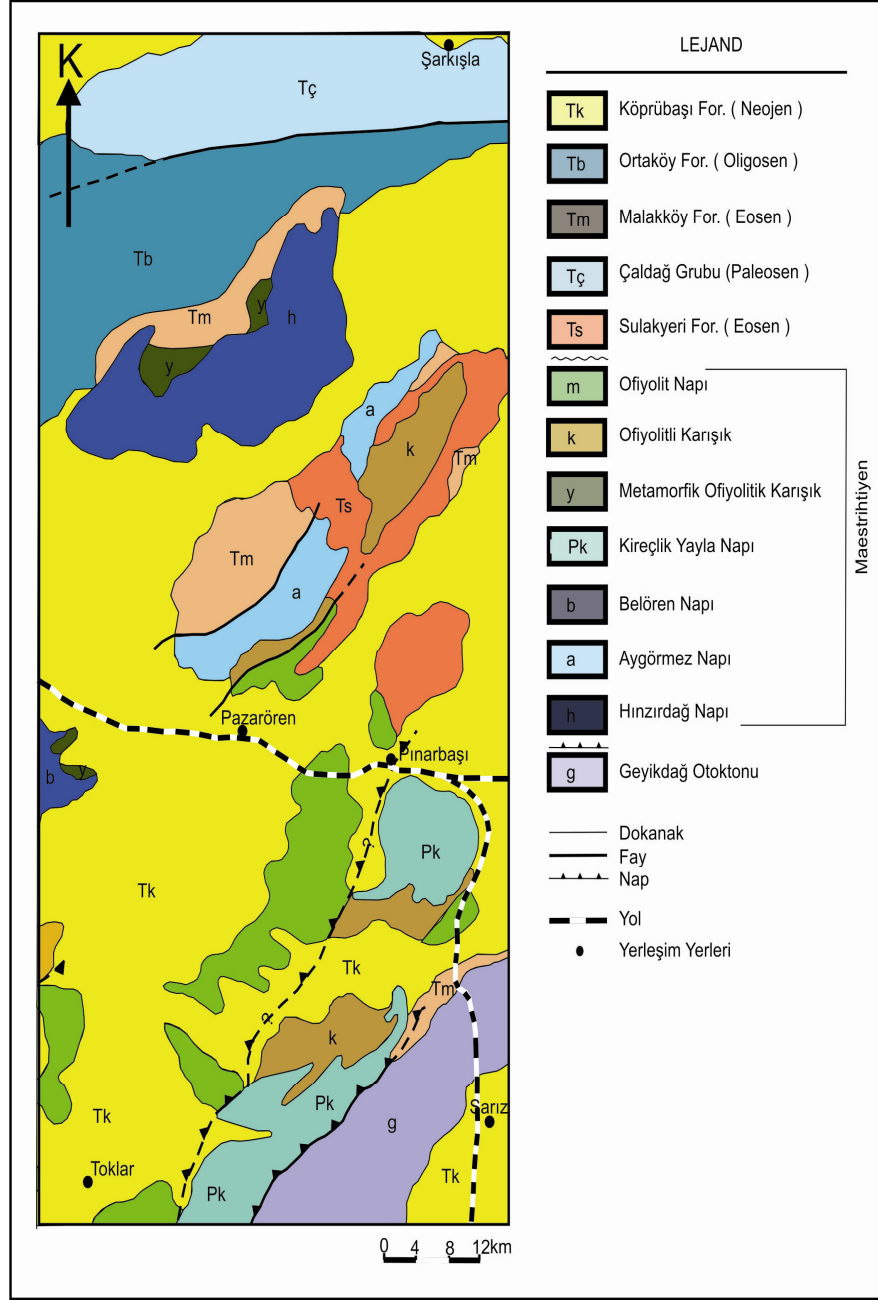 K
Şarkışla
Tç
Tb
Tm
y
h
y
a
k
Tm
Ts
Tm
a
Pazarören
Pınarbaşı
b
y
?
Pk
Tk
Tk
Tm
?
k
Tk
Pk
g
Sarız
Toklar
Tk
Pk
0 4 8 12km
LEJAND
Tk Köprübaşı For. ( Neojen )
Tb Ortaköy For. ( Oligosen )
Tm Malakköy For. ( Eosen )
Tç Çaldağ Grubu (Paleosen )
Ts Sulakyeri For. ( Eosen )
m Ofiyolit Napı
k Ofiyolitli Karışık
y Metamorfik Ofiyolitik Karışık
Pk Kireçlik Yayla Napı
b Belören Napı
a Aygörmez Napı
h Hınzırdağ Napı
Maestrihtiyen
g Geyikdağ Otoktonu
Dokanak
Fay
Nap
Yol
Yerleşim Yerleri